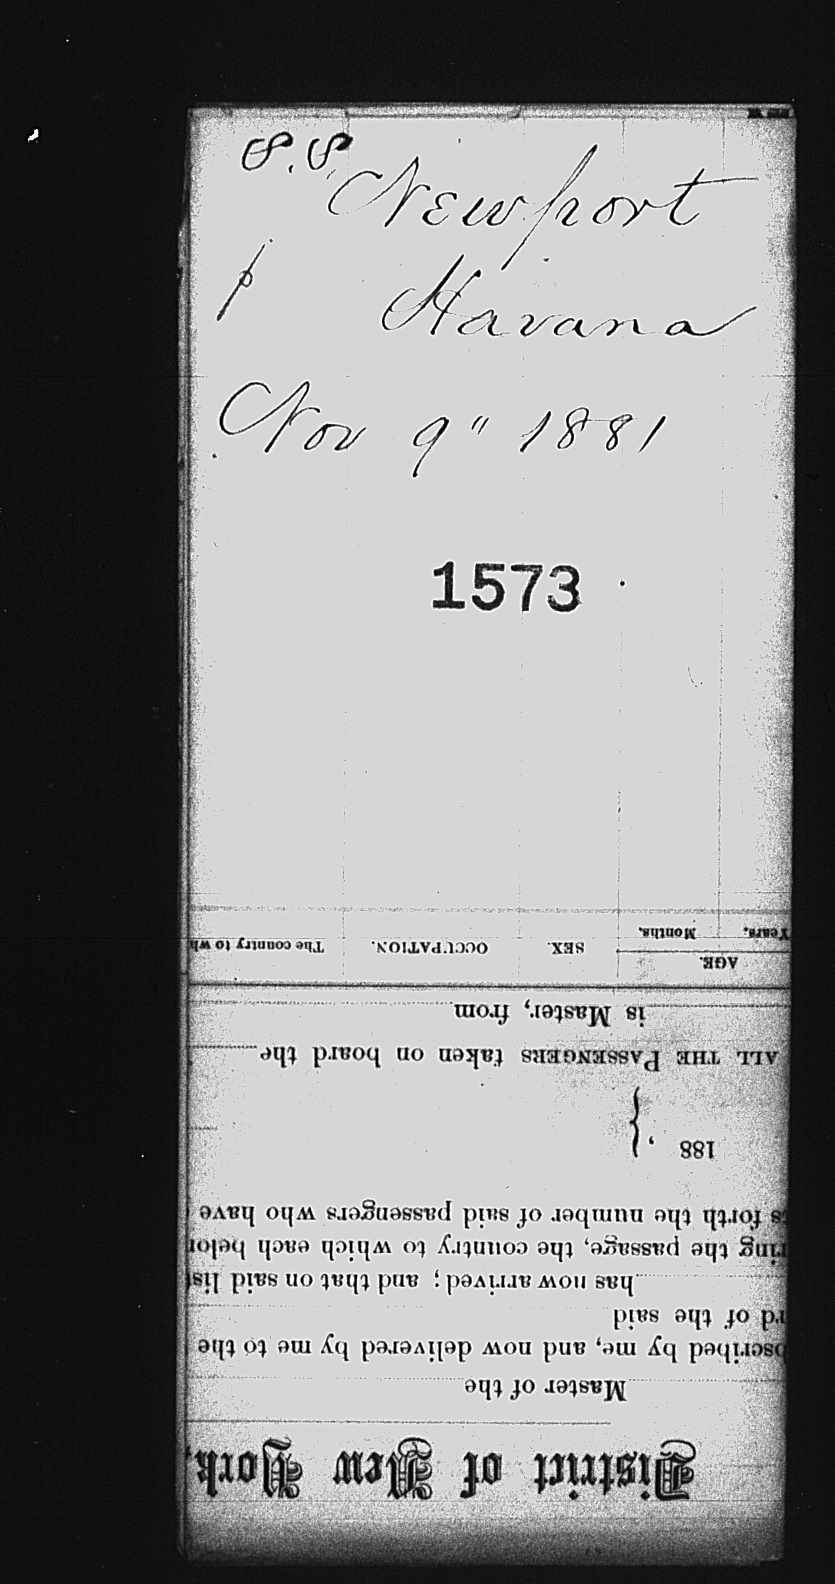 S.S. Newport
p Havana
Nov 9" 1881
1573
District of New York,
Master of the
bscribed by me, and now delivered by me to the
rd of the said
has now arrived; and that on said lis
ring the passage, the country to which each belon
s forth the number of said passengers who have
188 , }
ALL THE PASSENGERS taken on board the
is Master, from
AGE.
Years. Months. SEX. OCCUPATION. The country to wh